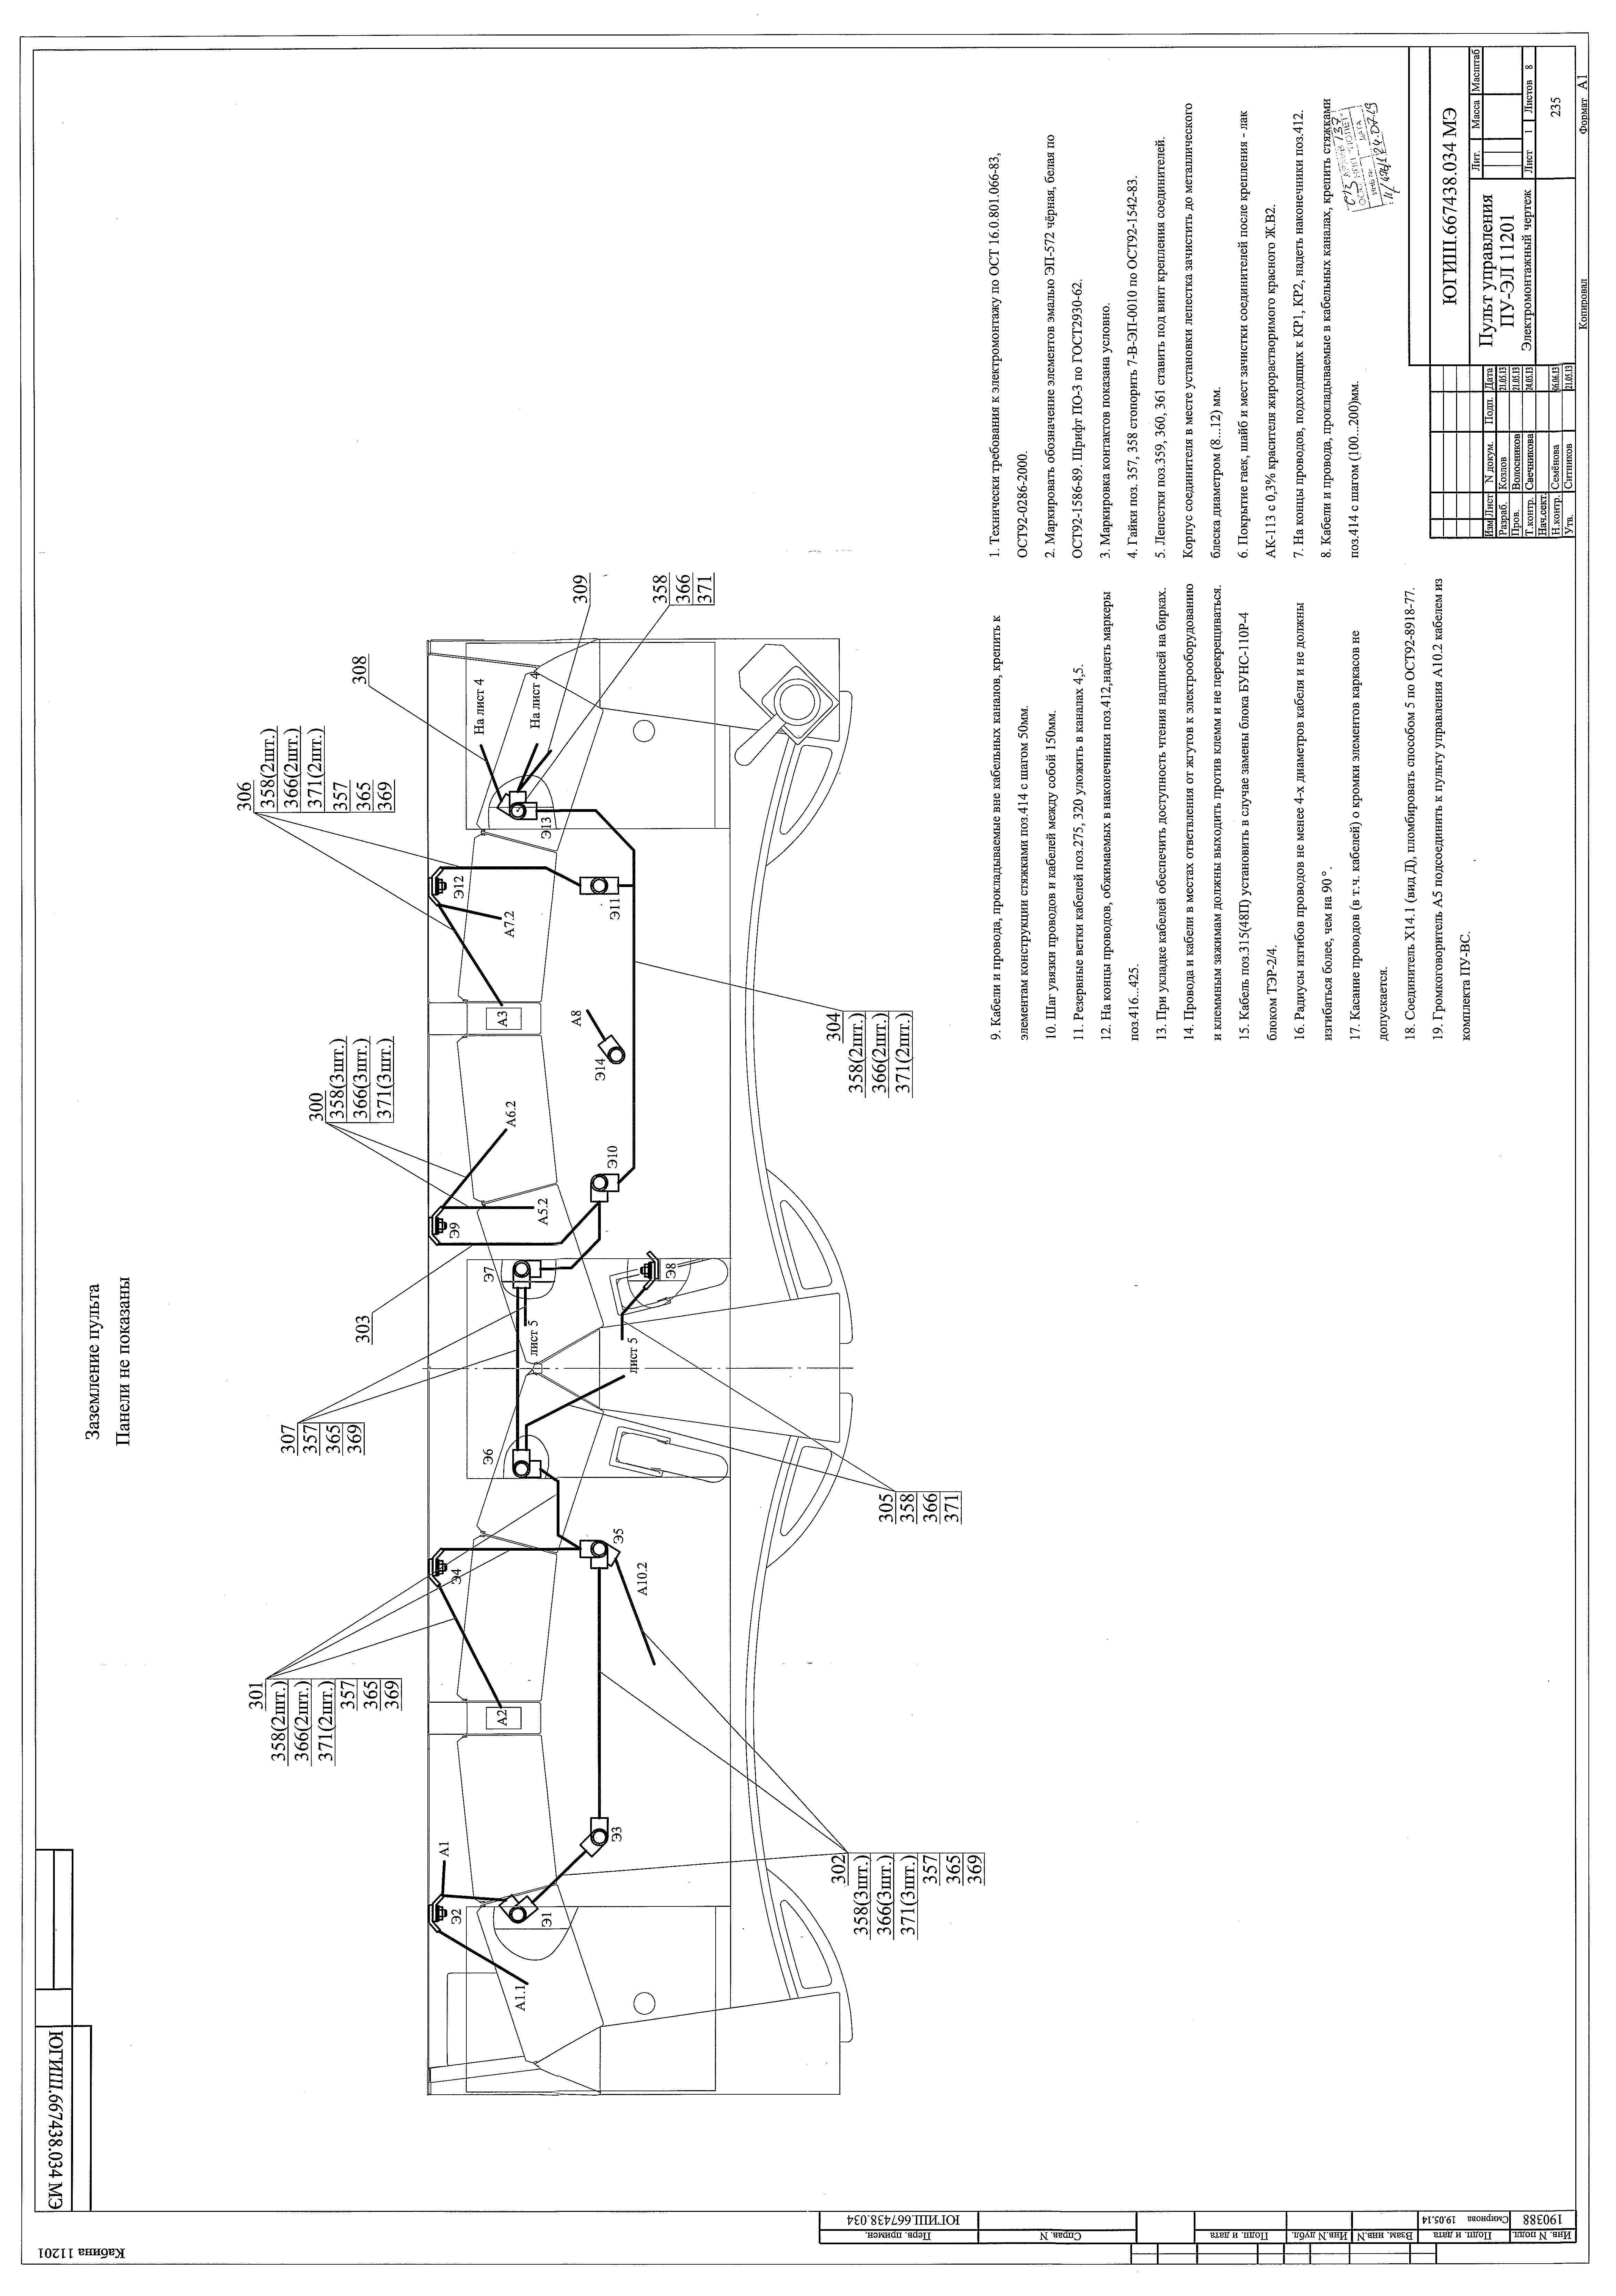 Кабина 11201
ЮГИШ.667438.034 МЭ
Заземление пульта
Панели не показаны
301
358(2шт.)
366(2шт.)
371(2шт.)
357
365
369
307
357
365
369
303
300
358(3шт.)
366(3шт.)
371(3шт.)
306
358(2шт.)
366(2шт.)
371(2шт.)
357
365
369
308
309
358
366
371
А1.1
Э2
А1
Э1
Э3
А2
Э4
Э5
А10.2
Э6
лист 5
лист 5
Э7
Э8
Э9
А5.2
А6.2
Э10
Э14
А8
А3
А7.2
Э12
Э11
Э13
На лист 4
На лист 4
302
358(3шт.)
366(3шт.)
371(3шт.)
357
365
369
305
358
366
371
304
358(2шт.)
366(2шт.)
371(2шт.)
9. Кабели и провода, прокладываемые вне кабельных каналов, крепить к
элементам конструкции стяжками поз.414 с шагом 50мм.
10. Шаг увязки проводов и кабелей между собой 150мм.
11. Резервные ветки кабелей поз.275, 320 уложить в каналах 4,5.
12. На концы проводов, обжимаемых в наконечники поз.412,надеть маркеры
поз.416...425.
13. При укладке кабелей обеспечить доступность чтения надписей на бирках.
14. Провода и кабели в местах ответвления от жгутов к электрооборудованию
и клеммным зажимам должны выходить против клемм и не перекрещиваться.
15. Кабель поз.315(48П) установить в случае замены блока БУНС-110Р-4
блоком ТЭР-2/4.
16. Радиусы изгибов проводов не менее 4-х диаметров кабеля и не должны
изгибаться более, чем на 90 °.
17. Касание проводов (в т.ч. кабелей) о кромки элементов каркасов не
допускается.
18. Соединитель Х14.1 (вид Д), пломбировать способом 5 по ОСТ92-8918-77.
19. Громкоговоритель А5 подсоединить к пульту управления А10.2 кабелем из
комплекта ПУ-ВС.
1. Технически требования к электромонтажу по ОСТ 16.0.801.066-83,
ОСТ92-0286-2000.
2. Маркировать обозначение элементов эмалью ЭП-572 чёрная, белая по
ОСТ92-1586-89. Шрифт ПО-3 по ГОСТ2930-62.
3. Маркировка контактов показана условно.
4. Гайки поз. 357, 358 стопорить 7-В-ЭП-0010 по ОСТ92-1542-83.
5. Лепестки поз.359, 360, 361 ставить под винт крепления соединителей.
Корпус соединителя в месте установки лепестка зачистить до металлического
блеска диаметром (8...12) мм.
6. Покрытие гаек, шайб и мест зачистки соединителей после крепления - лак
АК-113 с 0,3% красителя жирорастворимого красного Ж.В2.
7. На концы проводов, подходящих к КР1, КР2, надеть наконечники поз.412.
8. Кабели и провода, прокладываемые в кабельных каналах, крепить стяжками
поз.414 с шагом (100...200)мм.
ЮГИШ.667438.034 МЭ
Изм Лист N докум. Подп. Дата
Разраб. Козлов 21.05.13
Пров. Волосников 21.05.13
Т.контр. Свечникова
Нач.сект.
Н.контр. Семёнова 06.06.13
Утв. Ситников 21.05.13
Пульт управления
ПУ-ЭЛ 11201
Электромонтажный чертеж
Лит. Масса Масштаб
Лист 1 Листов 8
235
Копировал Формат А1
Перв. примен. ЮГИШ.667438.034
Справ. N
Подп. и дата
Инв.N дубл.
Взам. инв.N
Подп. и дата Смирнова 19.05.14
Инв. N подл. 190388